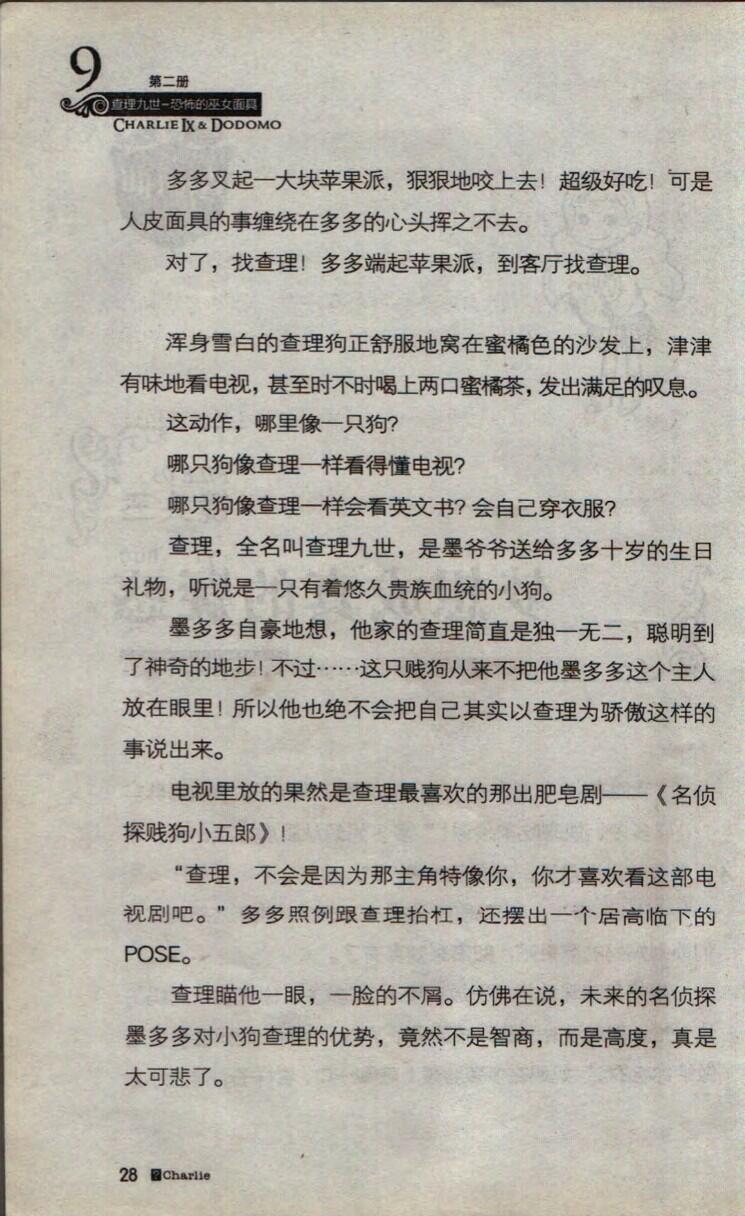 9
第二册
查理九世-恐怖的巫女面具
CHARLIE IX & DODOMO
多多叉起一大块苹果派，狠狠地咬上去！超级好吃！可是
人皮面具的事缠绕在多多的心头挥之不去。
对了，找查理！多多端起苹果派，到客厅找查理。
浑身雪白的查理狗正舒服地窝在蜜橘色的沙发上，津津
有味地看电视，甚至时不时喝上两口蜜橘茶，发出满足的叹息。
这动作，哪里像一只狗？
哪只狗像查理一样看得懂电视？
哪只狗像查理一样会看英文书？会自己穿衣服？
查理，全名叫查理九世，是墨爷爷送给多多十岁的生日
礼物，听说是一只有着悠久贵族血统的小狗。
墨多多自豪地想，他家的查理简直是独一无二，聪明到
了神奇的地步！不过……这只贱狗从来不把他墨多多这个主人
放在眼里！所以他也绝不会把自己其实以查理为骄傲这样的
事说出来。
电视里放的果然是查理最喜欢的那出肥皂剧——《名侦
探贱狗小五郎》！
“查理，不会是因为那主角特像你，你才喜欢看这部电
视剧吧。”多多照例跟查理抬杠，还摆出一个居高临下的
POSE。
查理瞄他一眼，一脸的不屑。仿佛在说，未来的名侦探
墨多多对小狗查理的优势，竟然不是智商，而是高度，真是
太可悲了。
28 Charlie